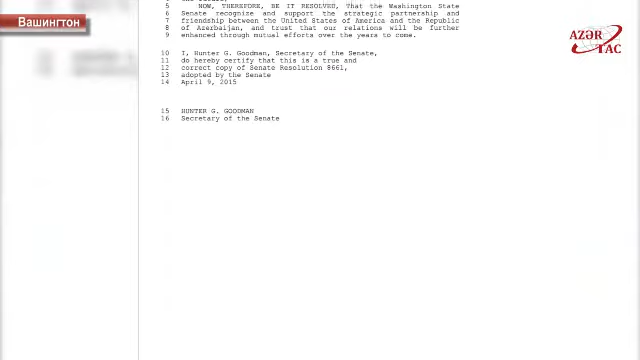 Вашингтон
AZƏR
TAC
5 NOW, THEREFORE, BE IT RESOLVED, That the Washington State
6 Senate recognize and support the strategic partnership and
7 friendship between the United States of America and the Republic
8 of Azerbaijan, and trust that our relations will be further
9 enhanced through mutual efforts over the years to come.
10 I, Hunter G. Goodman, Secretary of the Senate,
11 do hereby certify that this is a true and
12 correct copy of Senate Resolution 8661,
13 adopted by the Senate
14 April 9, 2015
15 HUNTER G. GOODMAN
16 Secretary of the Senate